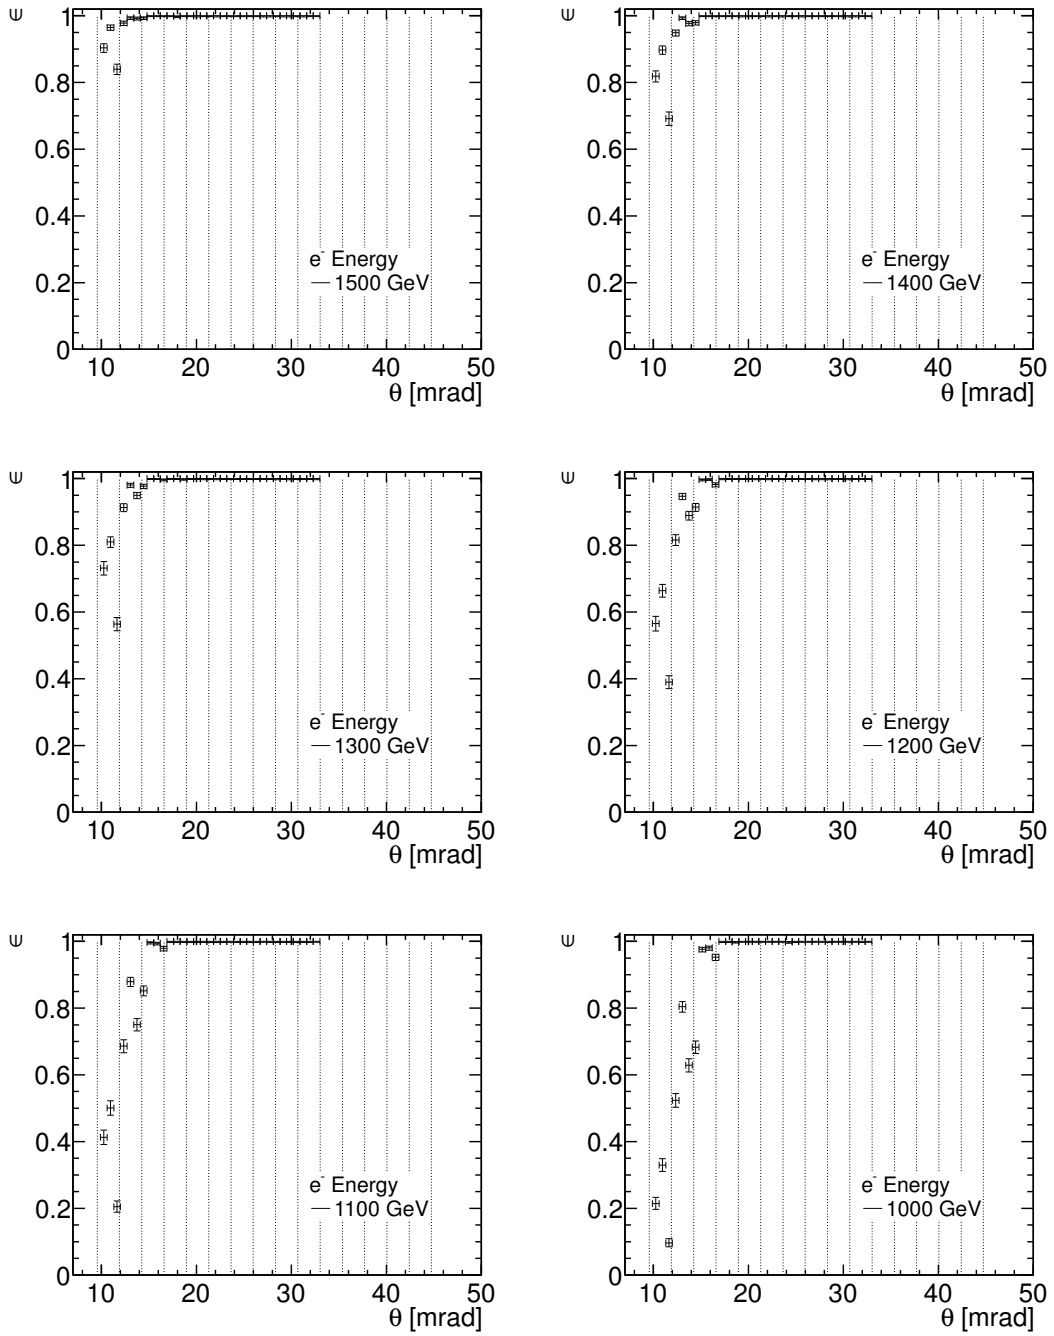 ∈ 1 1
0.8
0.6
0.4
0.2
0
e⁻ Energy
— 1500 GeV
10 20 30 40 50
θ [mrad]
∈ 1
0.8
0.6
0.4
0.2
0
e⁻ Energy
— 1400 GeV
10 20 30 40 50
θ [mrad]
∈ 1
0.8
0.6
0.4
0.2
0
e⁻ Energy
— 1300 GeV
10 20 30 40 50
θ [mrad]
∈ 1
0.8
0.6
0.4
0.2
0
e⁻ Energy
— 1200 GeV
10 20 30 40 50
θ [mrad]
∈ 1
0.8
0.6
0.4
0.2
0
e⁻ Energy
— 1100 GeV
10 20 30 40 50
θ [mrad]
∈ 1
0.8
0.6
0.4
0.2
0
e⁻ Energy
— 1000 GeV
10 20 30 40 50
θ [mrad]